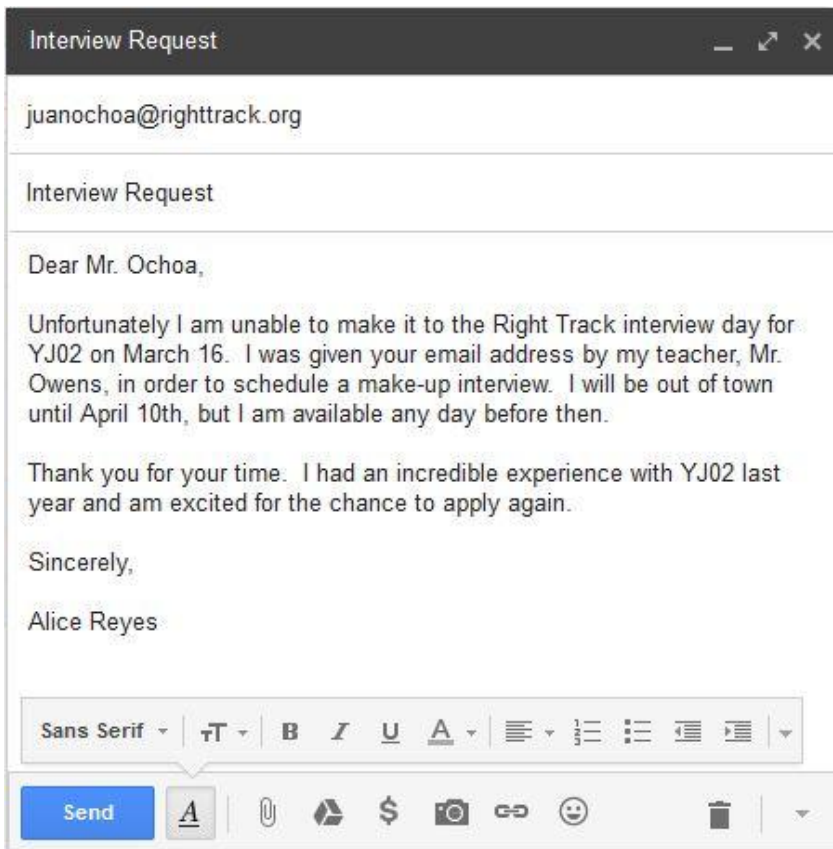 Interview Request
juanochoa@righttrack.org
Interview Request
Dear Mr. Ochoa,
Unfortunately I am unable to make it to the Right Track interview day for
YJ02 on March 16.  I was given your email address by my teacher, Mr.
Owens, in order to schedule a make-up interview.  I will be out of town
until April 10th, but I am available any day before then.
Thank you for your time.  I had an incredible experience with YJ02 last
year and am excited for the chance to apply again.
Sincerely,
Alice Reyes
Sans Serif TT B I U A
Send A $